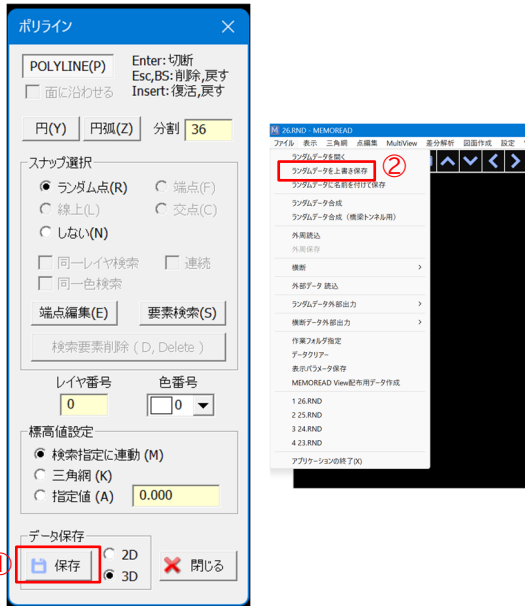 ポリライン
POLYLINE(P)
Enter:切断
Esc,BS:削除,戻す
Insert:復活,戻す
面に沿わせる
円(Y)
円弧(Z)
分割
36
スナップ選択
ランダム点(R)
端点(F)
線上(L)
交点(C)
しない(N)
同一レイヤ検索
連続
同一色検索
端点編集(E)
要素検索(S)
検索要素削除 ( D, Delete )
レイヤ番号
色番号
0
0
標高値設定
検索指定に連動 (M)
三角網 (K)
指定値 (A)
0.000
データ保存
保存
2D
3D
閉じる
①
26.RND - MEMOREAD
ファイル 表示 三角網 点編集 MultiView 差分解析 図面作成 設定
ランダムデータを開く
ランダムデータを上書き保存
②
ランダムデータに名前を付けて保存
ランダムデータ合成
ランダムデータ合成（橋梁トンネル用）
外周読込
外周保存
横断
外部データ 読込
ランダムデータ外部出力
横断データ外部出力
作業フォルダ指定
データクリアー
表示パラメータ保存
MEMOREAD View配布用データ作成
1 26.RND
2 25.RND
3 24.RND
4 23.RND
アプリケーションの終了(X)